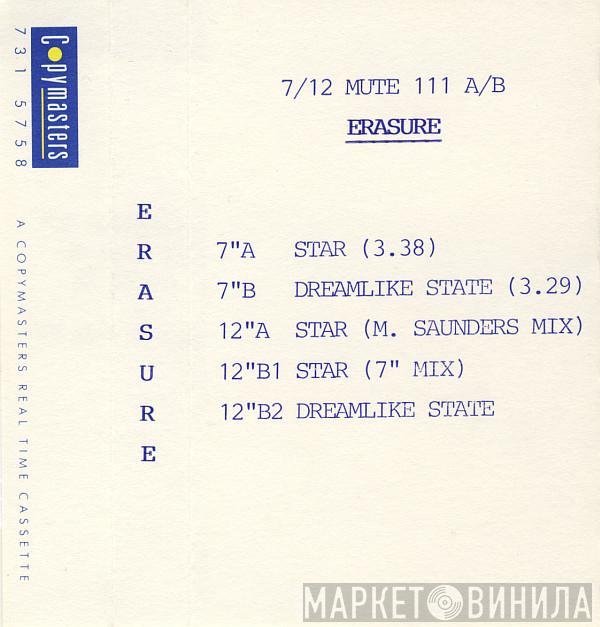 Copymasters
731 5758
A COPYMASTERS REAL TIME CASSETTE
7/12 MUTE 111 A/B
ERASURE
ERASURE
7"A STAR (3.38)
7"B DREAMLIKE STATE (3.29)
12"A STAR (M. SAUNDERS MIX)
12"B1 STAR (7" MIX)
12"B2 DREAMLIKE STATE
МАРКЕТ ВИНИЛА